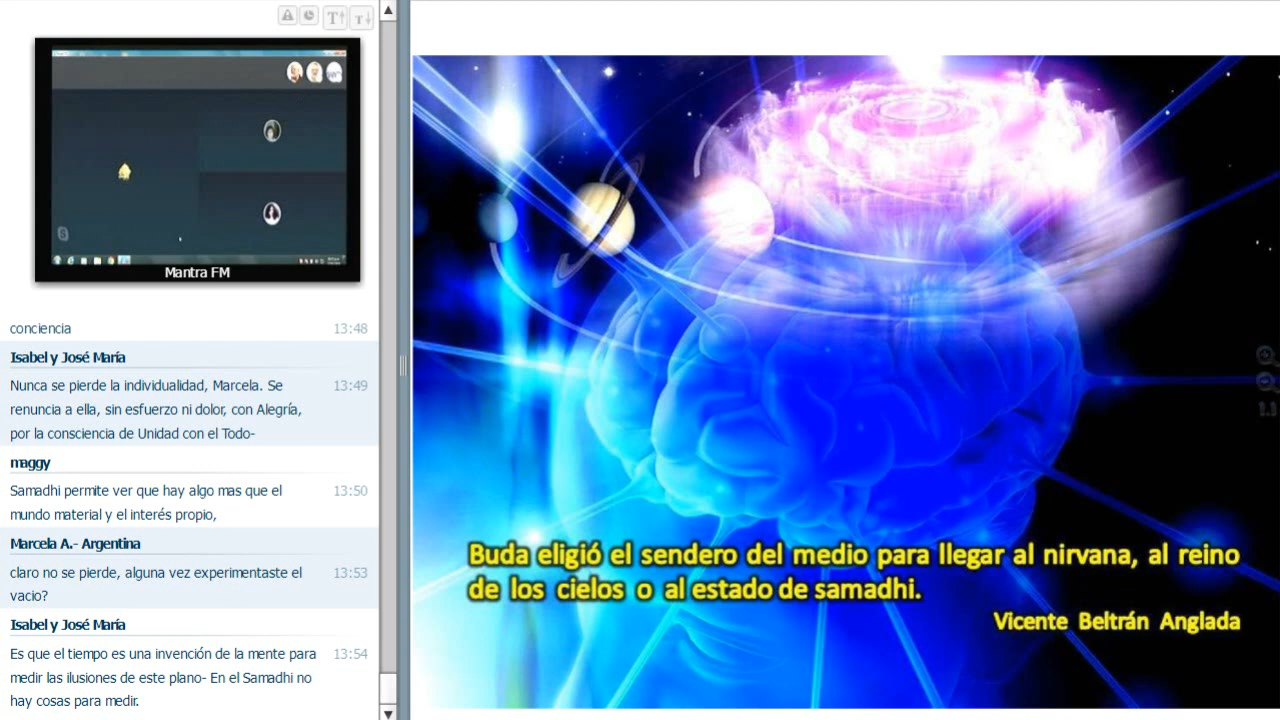 Mantra FM
conciencia 13:48
Isabel y José María
Nunca se pierde la individualidad, Marcela. Se 13:49
renuncia a ella, sin esfuerzo ni dolor, con Alegría,
por la consciencia de Unidad con el Todo-
maggy
Samadhi permite ver que hay algo mas que el 13:50
mundo material y el interés propio,
Marcela A.- Argentina
claro no se pierde, alguna vez experimentaste el 13:53
vacio?
Isabel y José María
Es que el tiempo es una invención de la mente para 13:54
medir las ilusiones de este plano- En el Samadhi no
hay cosas para medir.
Buda eligió el sendero del medio para llegar al nirvana, al reino
de los cielos o al estado de samadhi.
Vicente Beltrán Anglada